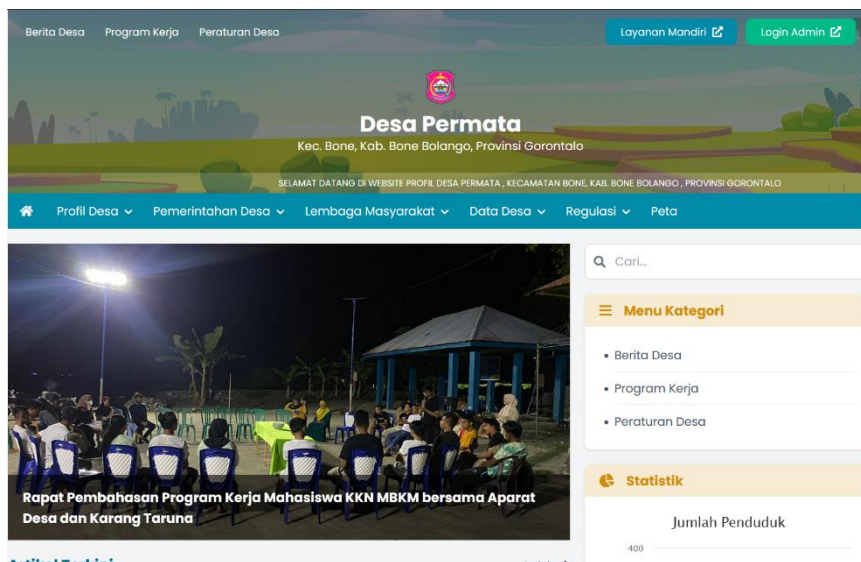 Berita Desa Program Kerja Peraturan Desa Layanan Mandiri Login Admin
Desa Permata
Kec. Bone, Kab. Bone Bolango, Provinsi Gorontalo
SELAMAT DATANG DI WEBSITE PROFIL DESA PERMATA , KECAMATAN BONE, KAB. BONE BOLANGO , PROVINSI GORONTALO
Profil Desa Pemerintahan Desa Lembaga Masyarakat Data Desa Regulasi Peta
Rapat Pembahasan Program Kerja Mahasiswa KKN MBKM bersama Aparat
Desa dan Karang Taruna
Cari...
Menu Kategori
• Berita Desa
• Program Kerja
• Peraturan Desa
Statistik
Jumlah Penduduk
400